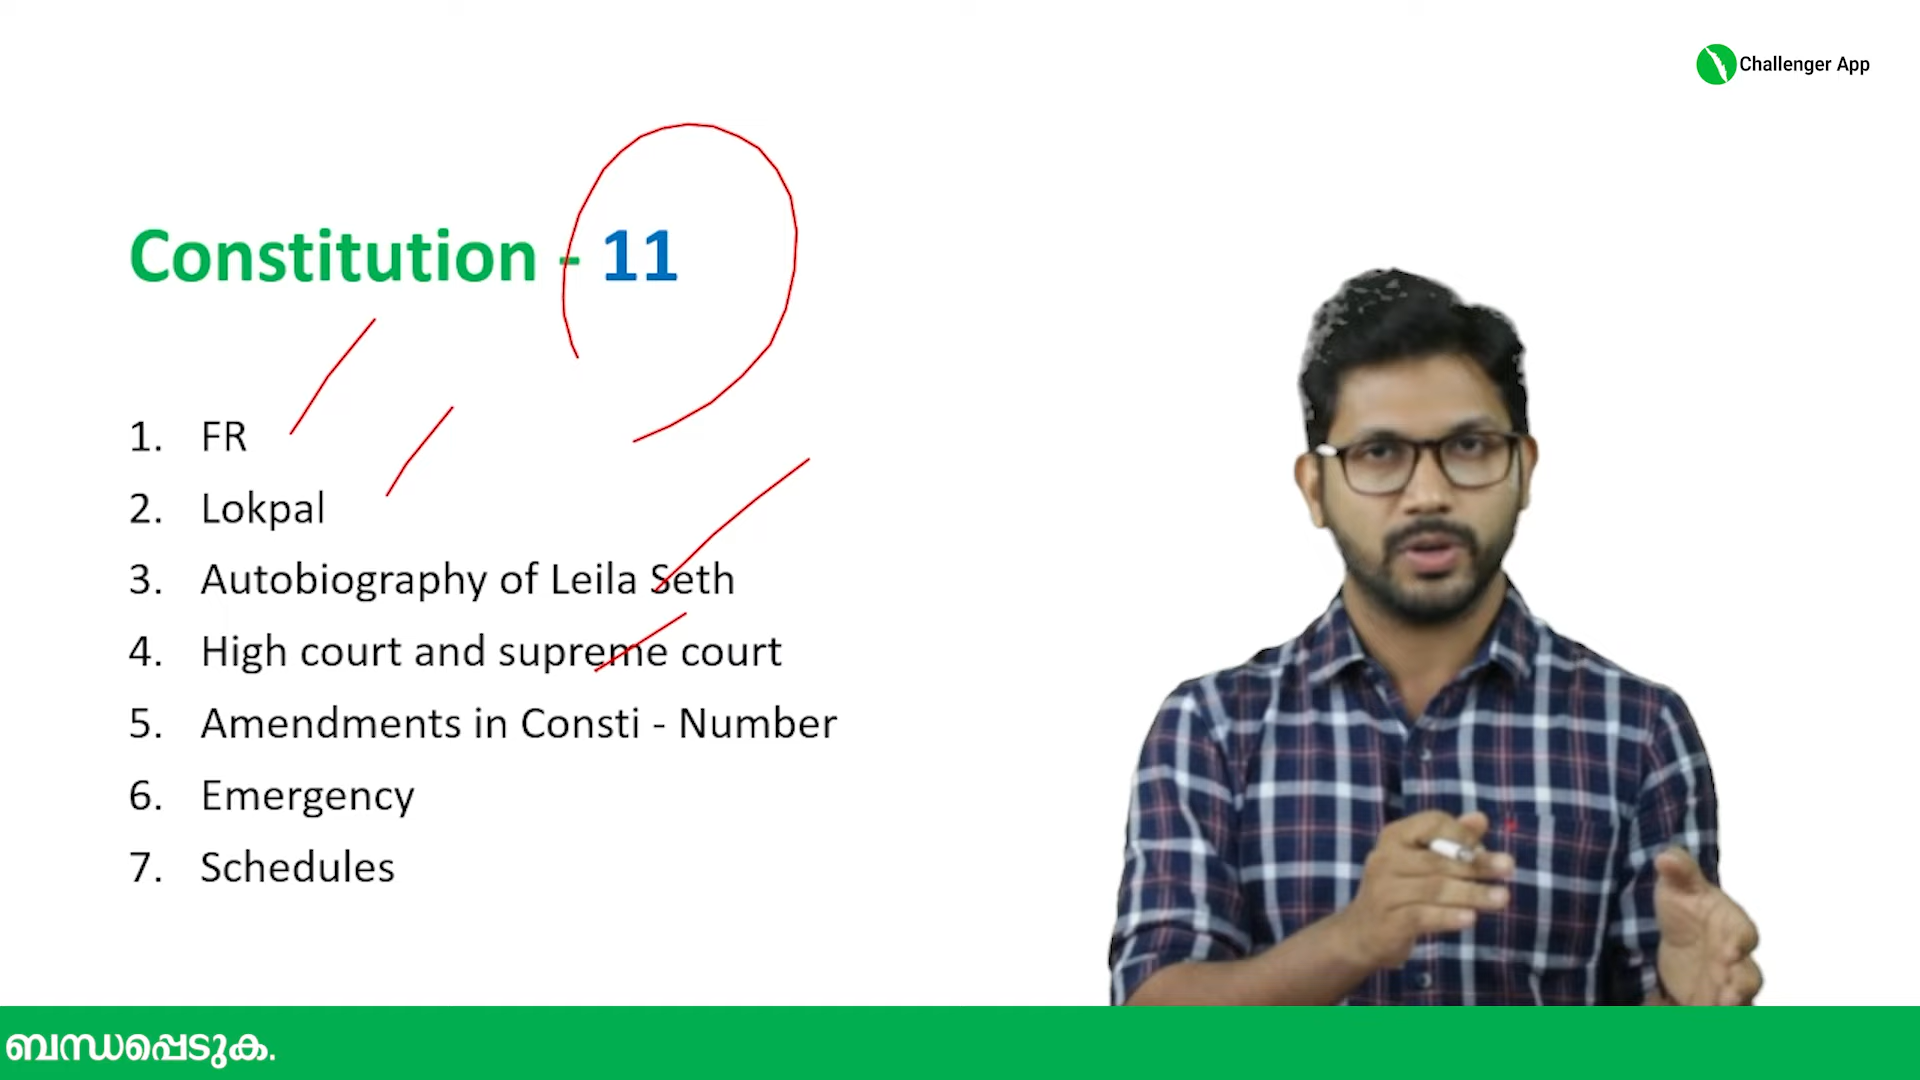 Challenger App
Constitution - 11
1. FR
2. Lokpal
3. Autobiography of Leila Seth
4. High court and supreme court
5. Amendments in Consti - Number
6. Emergency
7. Schedules
ബന്ധപ്പെടുക.